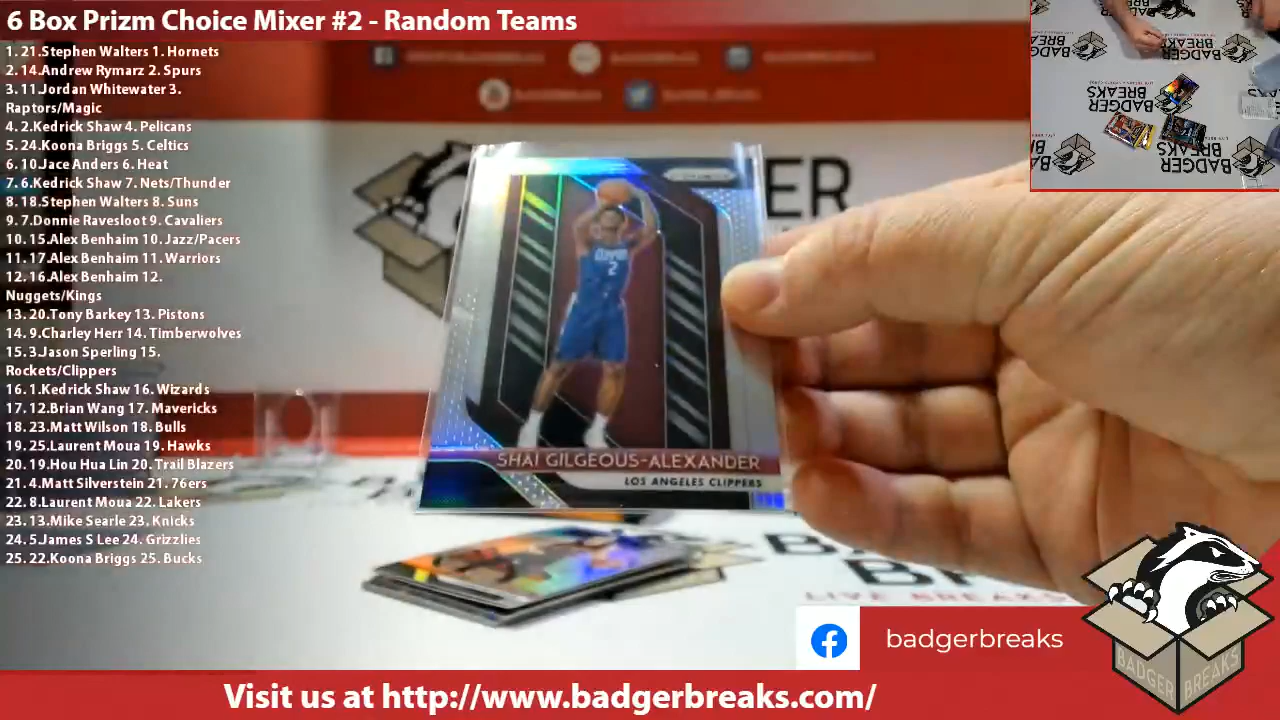 6 Box Prizm Choice Mixer #2 - Random Teams
1. 21.Stephen Walters 1. Hornets
2. 14.Andrew Rymarz 2. Spurs
3. 11.Jordan Whitewater 3.
Raptors/Magic
4. 2.Kedrick Shaw 4. Pelicans
5. 24.Koona Briggs 5. Celtics
6. 10.Jace Anders 6. Heat
7. 6.Kedrick Shaw 7. Nets/Thunder
8. 18.Stephen Walters 8. Suns
9. 7.Donnie Ravesloot 9. Cavaliers
10. 15.Alex Benhaim 10. Jazz/Pacers
11. 17.Alex Benhaim 11. Warriors
12. 16.Alex Benhaim 12.
Nuggets/Kings
13. 20.Tony Barkey 13. Pistons
14. 9.Charley Herr 14. Timberwolves
15. 3.Jason Sperling 15.
Rockets/Clippers
16. 1.Kedrick Shaw 16. Wizards
17. 12.Brian Wang 17. Mavericks
18. 23.Matt Wilson 18. Bulls
19. 25.Laurent Moua 19. Hawks
20. 19.Hou Hua Lin 20. Trail Blazers
21. 4.Matt Silverstein 21. 76ers
22. 8.Laurent Moua 22. Lakers
23. 13.Mike Searle 23. Knicks
24. 5.James S Lee 24. Grizzlies
25. 22.Koona Briggs 25. Bucks
BADGER
BREAKS
CLIPPERS
2
SHAI GILGEOUS-ALEXANDER
LOS ANGELES CLIPPERS
LIVE BREAKS
badgerbreaks
BADGER BREAKS
Visit us at http://www.badgerbreaks.com/